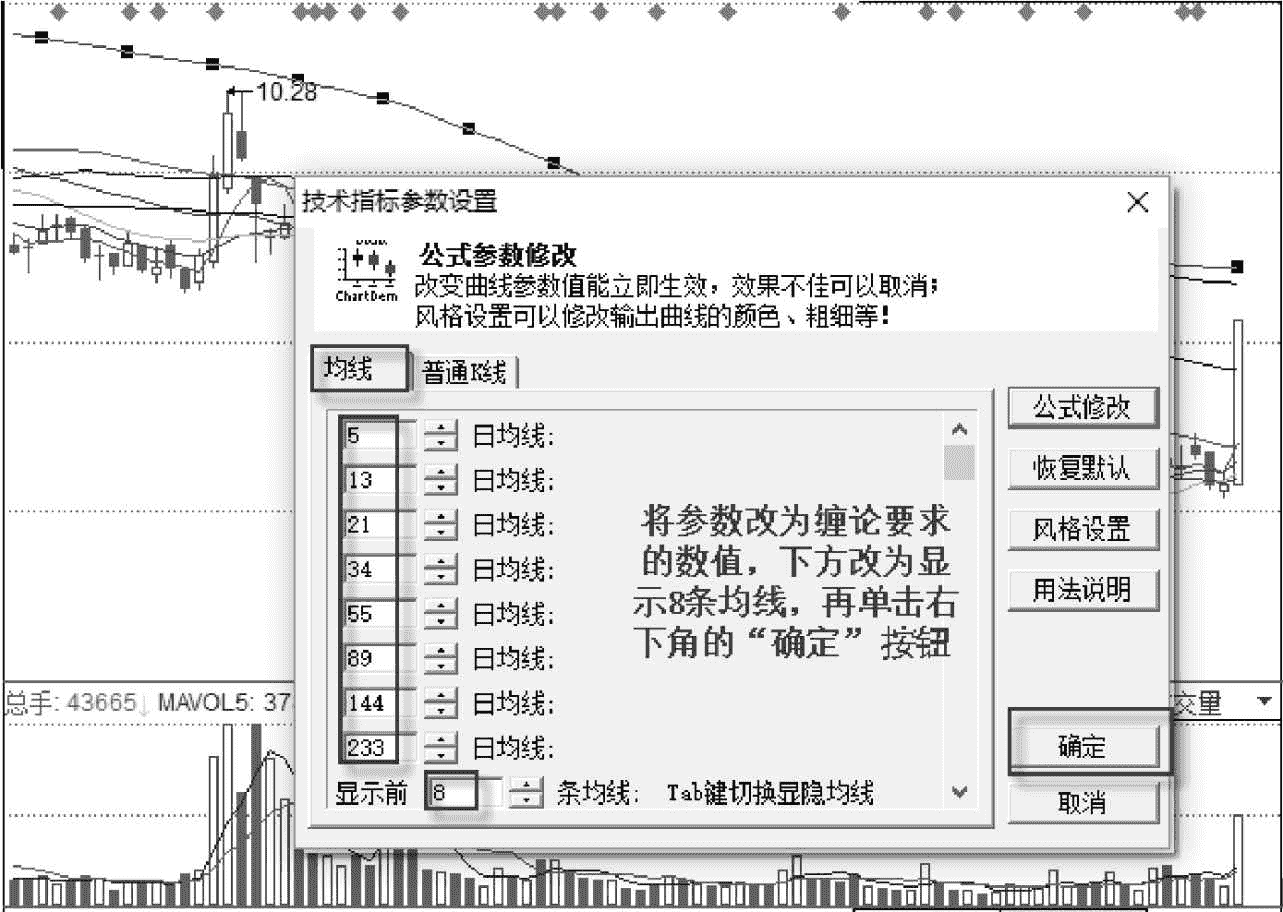 10.28
技术指标参数设置
公式参数修改
改变曲线参数值能立即生效，效果不佳可以取消；
ChartDem
风格设置可以修改输出曲线的颜色、粗细等！
均线 普通K线
公式修改
恢复默认
风格设置
用法说明
5 日均线：
13 日均线：
21 日均线：
34 日均线：
55 日均线：
89 日均线：
144 日均线：
233 日均线：
将参数改为缠论要求
的数值，下方改为显
示8条均线，再单击右
下角的“确定”按钮
总手: 43665↓ MAVOL5: 37
交量
确定
显示前 8 条均线： Tab键切换显隐均线
取消